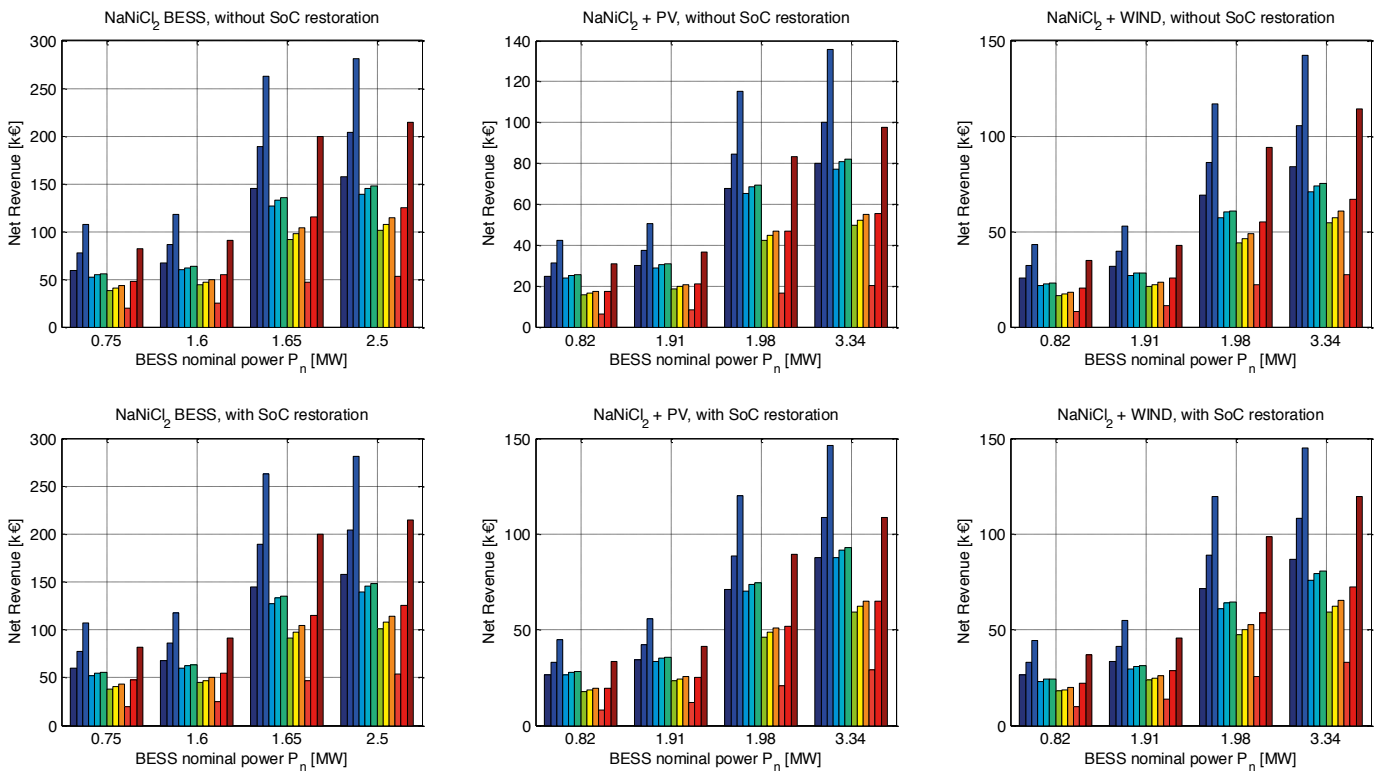 NaNiCl2 BESS, without SoC restoration
300
250
200
150
100
50
0
Net Revenue [k€]
0.75 1.6 1.65 2.5
BESS nominal power Pn [MW]
NaNiCl2 + PV, without SoC restoration
140
120
100
80
60
40
20
0
Net Revenue [k€]
0.82 1.91 1.98 3.34
BESS nominal power Pn [MW]
NaNiCl2 + WIND, without SoC restoration
150
100
50
0
Net Revenue [k€]
0.82 1.91 1.98 3.34
BESS nominal power Pn [MW]
NaNiCl2 BESS, with SoC restoration
300
250
200
150
100
50
0
Net Revenue [k€]
0.75 1.6 1.65 2.5
BESS nominal power Pn [MW]
NaNiCl2 + PV, with SoC restoration
150
100
50
0
Net Revenue [k€]
0.82 1.91 1.98 3.34
BESS nominal power Pn [MW]
NaNiCl2 + WIND, with SoC restoration
150
100
50
0
Net Revenue [k€]
0.82 1.91 1.98 3.34
BESS nominal power Pn [MW]